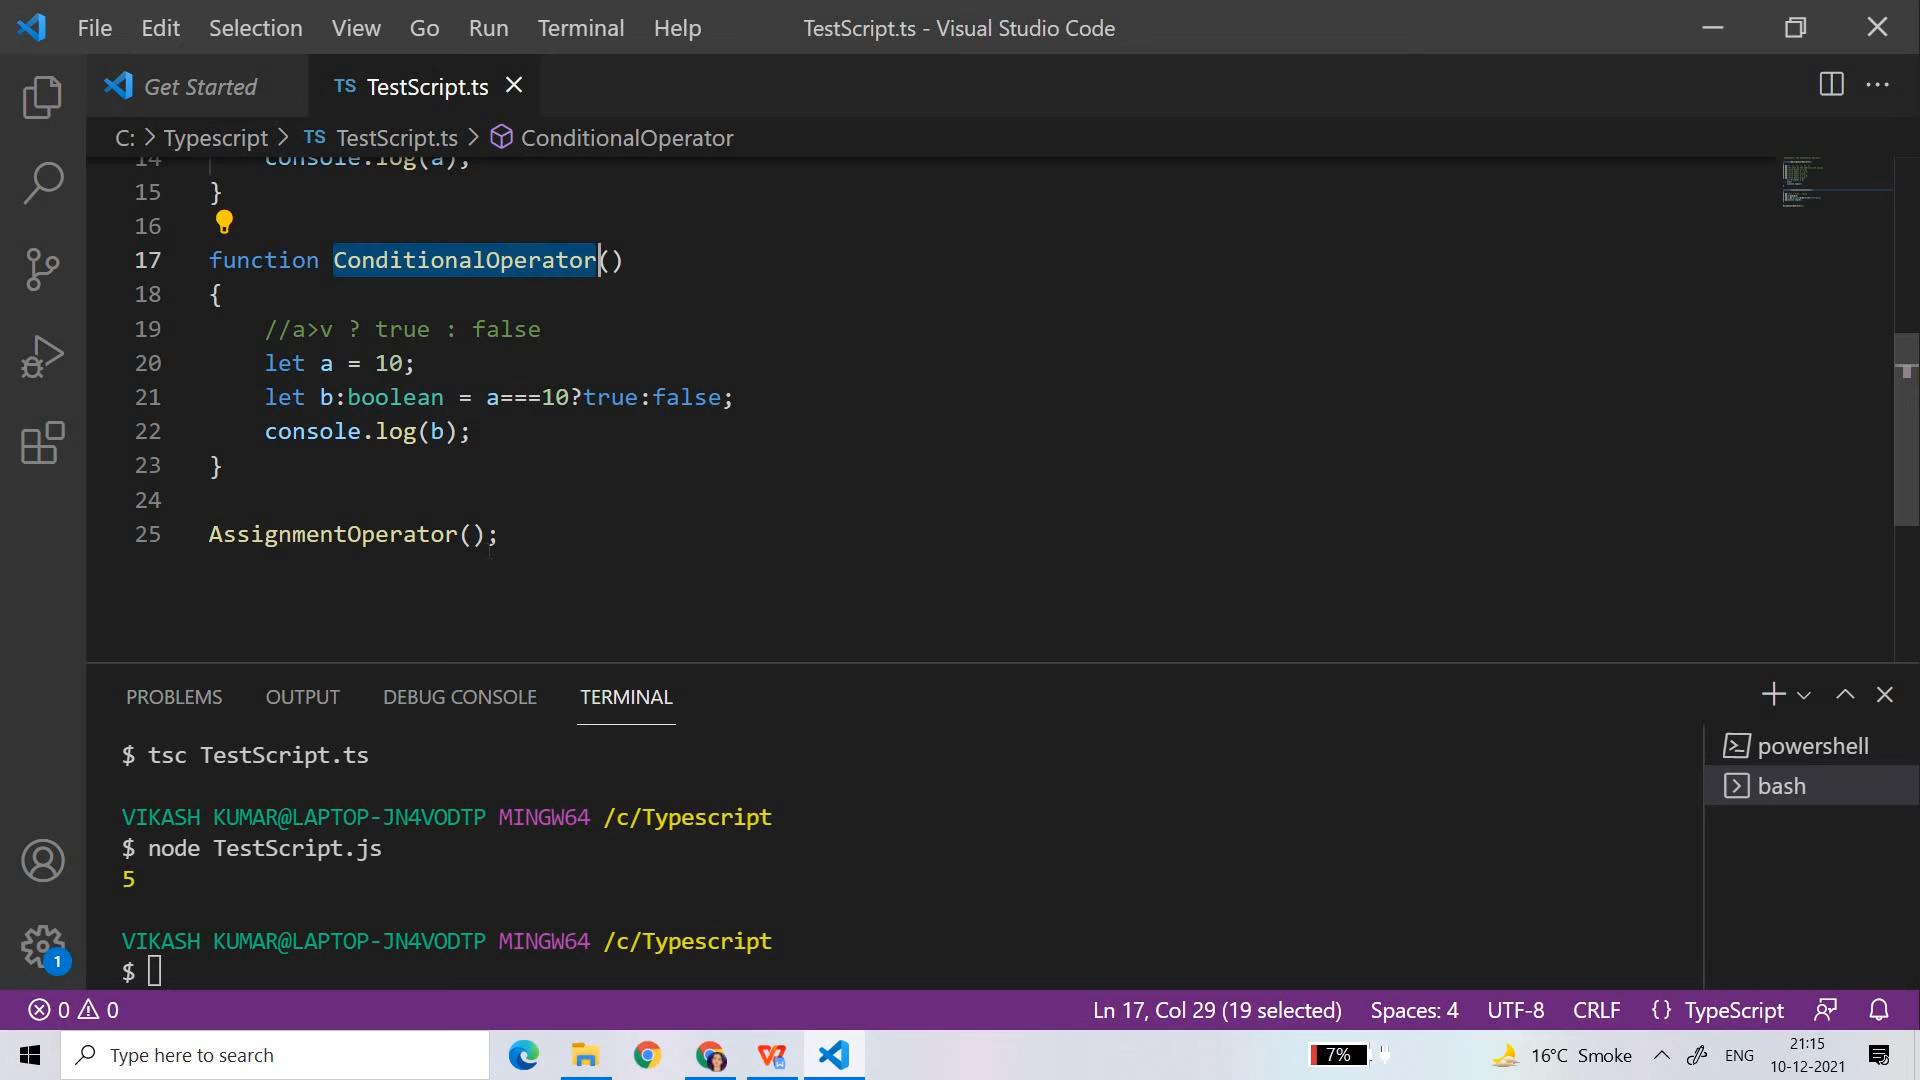 File Edit Selection View Go Run Terminal Help TestScript.ts - Visual Studio Code
Get Started TS TestScript.ts
C: > Typescript > TS TestScript.ts > ConditionalOperator
14 console.log(a);
15 }
16
17 function ConditionalOperator()
18 {
19 //a>v ? true : false
20 let a = 10;
21 let b:boolean = a===10?true:false;
22 console.log(b);
23 }
24
25 AssignmentOperator();
PROBLEMS OUTPUT DEBUG CONSOLE TERMINAL
$ tsc TestScript.ts
VIKASH KUMAR@LAPTOP-JN4VODTP MINGW64 /c/Typescript
$ node TestScript.js
5
VIKASH KUMAR@LAPTOP-JN4VODTP MINGW64 /c/Typescript
$
powershell
bash
1
0 0 Ln 17, Col 29 (19 selected) Spaces: 4 UTF-8 CRLF {} TypeScript
Type here to search 7% 16°C Smoke ENG 21:15
10-12-2021